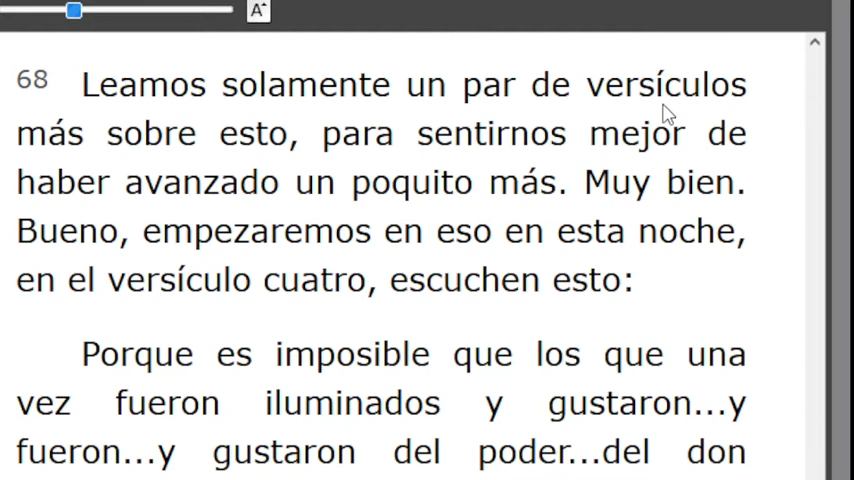 A
68 Leamos solamente un par de versículos
más sobre esto, para sentirnos mejor de
haber avanzado un poquito más. Muy bien.
Bueno, empezaremos en eso en esta noche,
en el versículo cuatro, escuchen esto:
Porque es imposible que los que una
vez fueron iluminados y gustaron...y
fueron...y gustaron del poder...del don